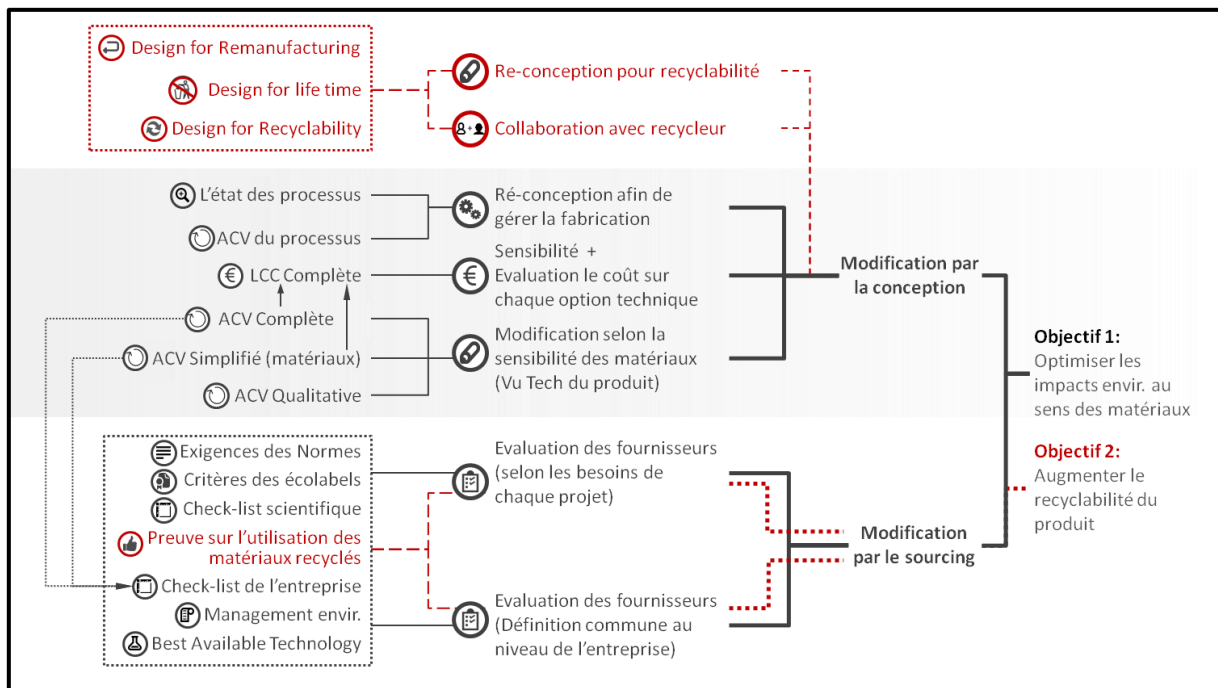 Design for Remanufacturing
Design for life time
Design for Recyclability
Re-conception pour recyclabilité
Collaboration avec recycleur
L'état des processus
ACV du processus
LCC Complète
ACV Complète
ACV Simplifié (matériaux)
ACV Qualitative
Ré-conception afin de
gérer la fabrication
Sensibilité +
Evaluation le coût sur
chaque option technique
Modification selon la
sensibilité des matériaux
(Vu Tech du produit)
Modification par
la conception
Exigences des Normes
Critères des écolabels
Check-list scientifique
Preuve sur l'utilisation des
matériaux recyclés
Check-list de l'entreprise
Management envir.
Best Available Technology
Evaluation des fournisseurs
(selon les besoins de
chaque projet)
Evaluation des fournisseurs
(Définition commune au
niveau de l'entreprise)
Modification
par le sourcing
Objectif 1:
Optimiser les
impacts envir. au
sens des matériaux
Objectif 2:
Augmenter le
recyclabilité du
produit